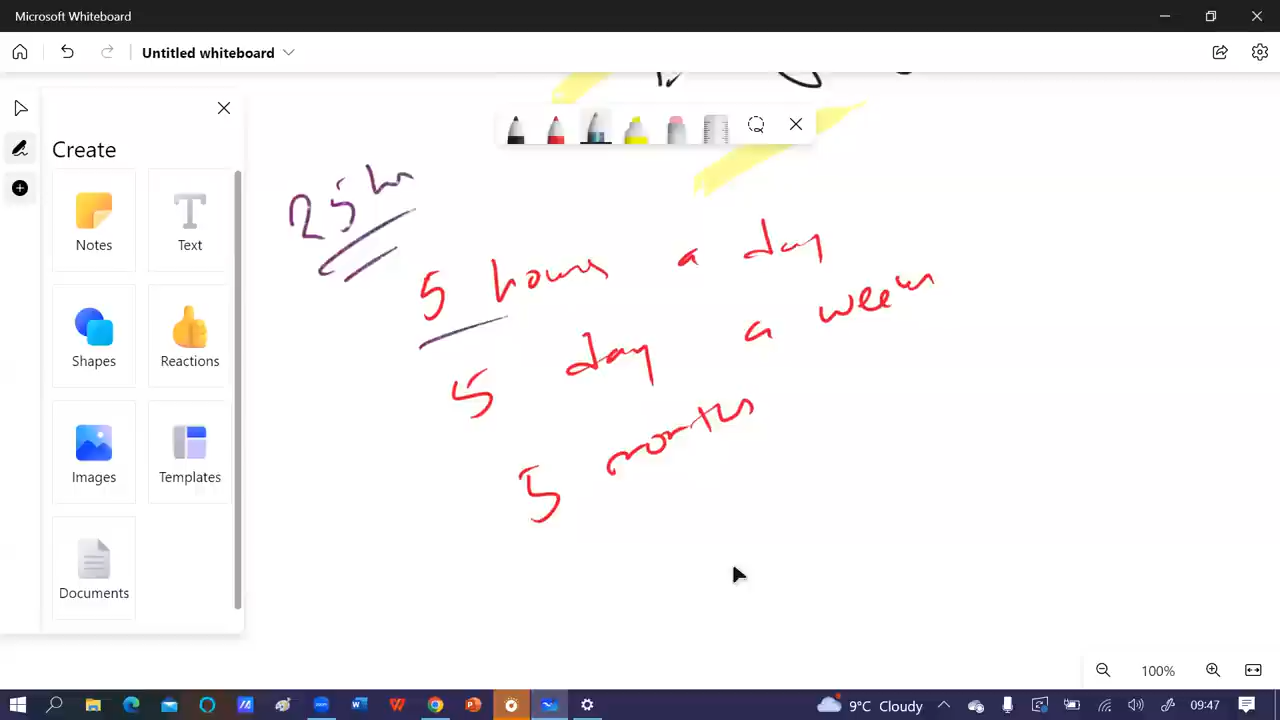 Microsoft Whiteboard
Untitled whiteboard
Create
Notes
Text
Shapes
Reactions
Images
Templates
Documents
25 hr
5 hours a day
5 day a week
5 months
100%
9°C Cloudy
09:47